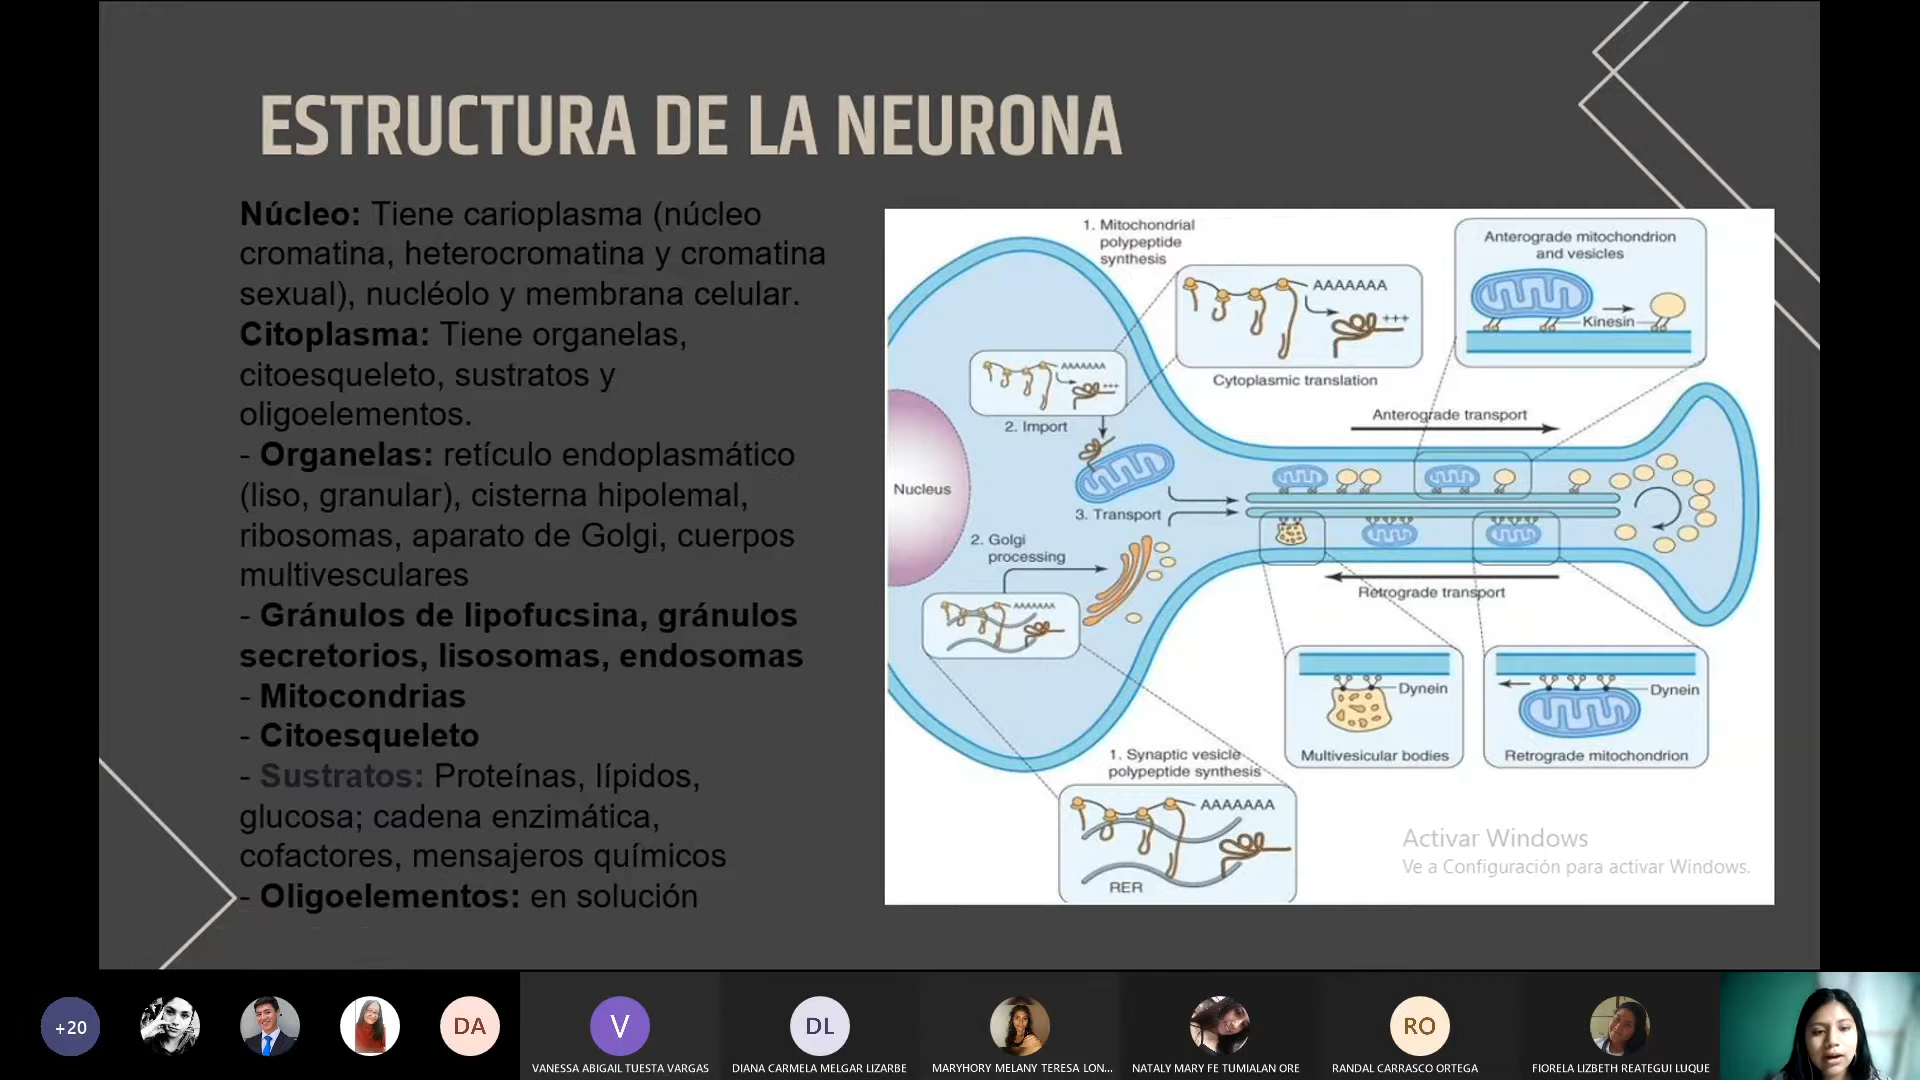 ESTRUCTURA DE LA NEURONA
Núcleo: Tiene carioplasma (núcleo
cromatina, heterocromatina y cromatina
sexual), nucléolo y membrana celular.
Citoplasma: Tiene organelas,
citoesqueleto, sustratos y
oligoelementos.
- Organelas: retículo endoplasmático
(liso, granular), cisterna hipolemal,
ribosomas, aparato de Golgi, cuerpos
multivesculares
- Gránulos de lipofucsina, gránulos
secretorios, lisosomas, endosomas
- Mitocondrias
- Citoesqueleto
- Sustratos: Proteínas, lípidos,
glucosa; cadena enzimática,
cofactores, mensajeros químicos
- Oligoelementos: en solución
1. Mitochondrial
polypeptide
synthesis
AAAAAAA
+++
Cytoplasmic translation
Anterograde mitochondrion
and vesicles
Kinesin
AAAAAAA
+++
2. Import
Anterograde transport
Nucleus
3. Transport
2. Golgi
processing
AAAAAAA
Retrograde transport
Dynein
Multivesicular bodies
Dynein
Retrograde mitochondrion
1. Synaptic vesicle
polypeptide synthesis
AAAAAAA
RER
Activar Windows
Ve a Configuración para activar Windows.
+20
DA
V
VANESSA ABIGAIL TUESTA VARGAS
DL
DIANA CARMELA MELGAR LIZARBE
MARYHORY MELANY TERESA LON...
NATALY MARY FE TUMIALAN ORE
RO
RANDAL CARRASCO ORTEGA
FIORELA LIZBETH REATEGUI LUQUE